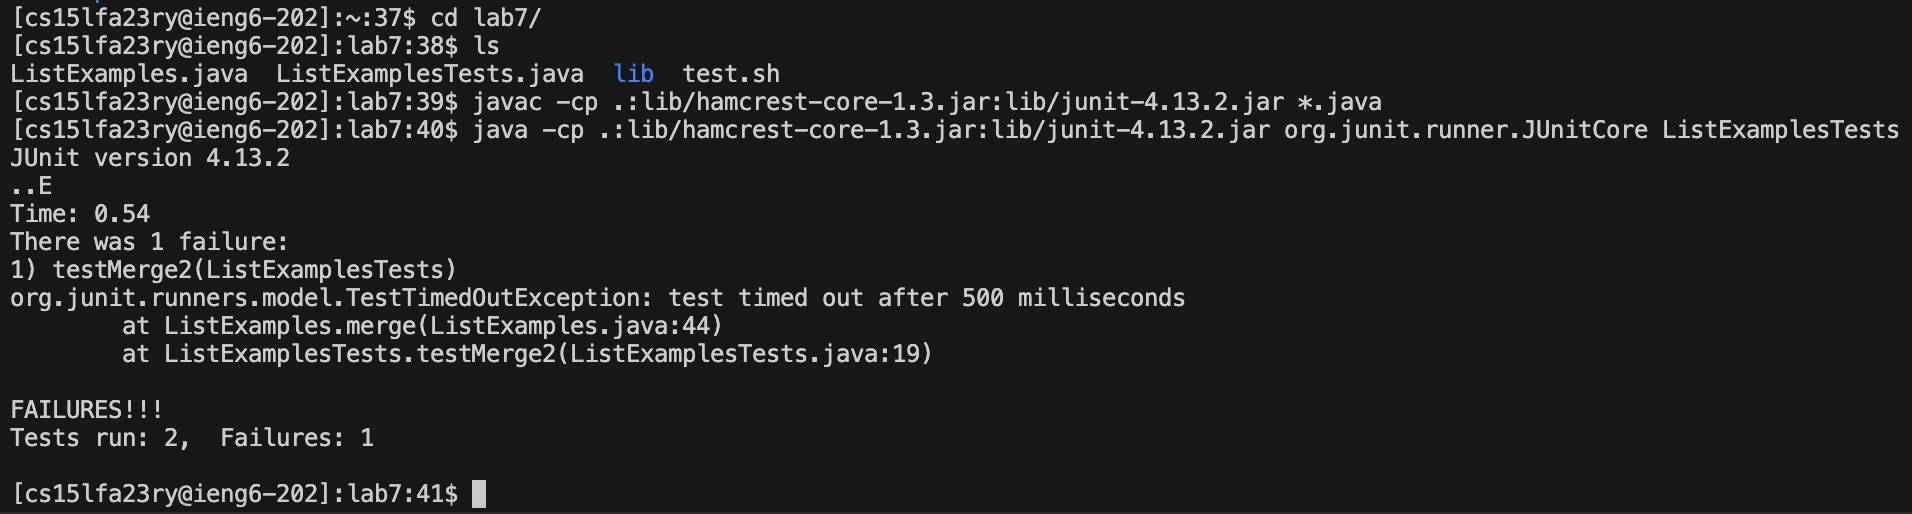 [cs15lfa23ry@ieng6-202]:~:37$ cd lab7/
[cs15lfa23ry@ieng6-202]:lab7:38$ ls
ListExamples.java  ListExamplesTests.java  lib  test.sh
[cs15lfa23ry@ieng6-202]:lab7:39$ javac -cp .:lib/hamcrest-core-1.3.jar:lib/junit-4.13.2.jar *.java
[cs15lfa23ry@ieng6-202]:lab7:40$ java -cp .:lib/hamcrest-core-1.3.jar:lib/junit-4.13.2.jar org.junit.runner.JUnitCore ListExamplesTests
JUnit version 4.13.2
..E
Time: 0.54
There was 1 failure:
1) testMerge2(ListExamplesTests)
org.junit.runners.model.TestTimedOutException: test timed out after 500 milliseconds
        at ListExamples.merge(ListExamples.java:44)
        at ListExamplesTests.testMerge2(ListExamplesTests.java:19)
FAILURES!!!
Tests run: 2,  Failures: 1
[cs15lfa23ry@ieng6-202]:lab7:41$